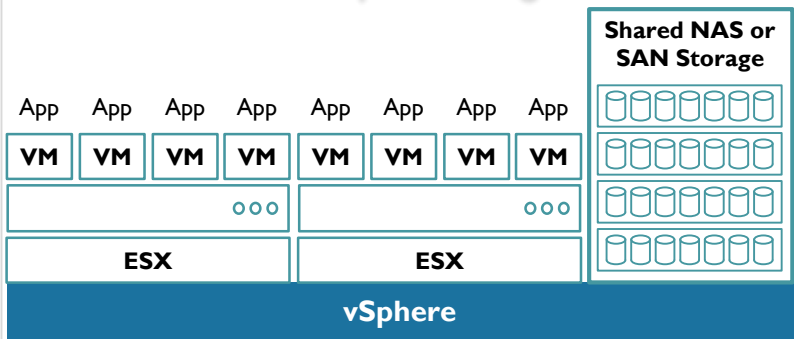 Shared NAS or
SAN Storage
App App App App App App App App
VM VM VM VM VM VM VM VM
ESX ESX
vSphere